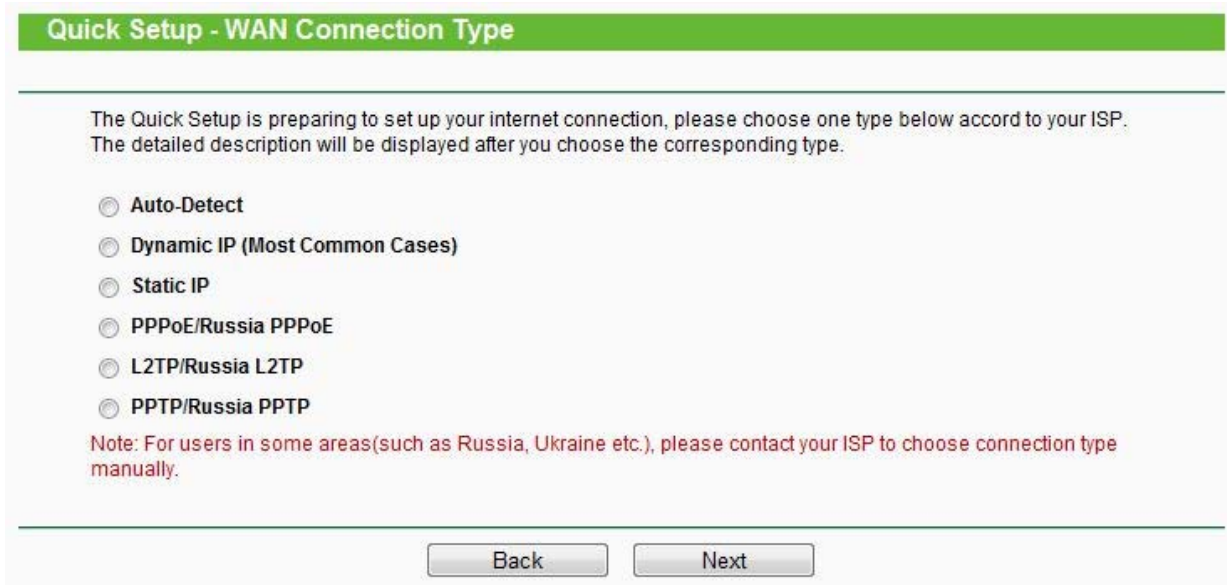 Quick Setup - WAN Connection Type
The Quick Setup is preparing to set up your internet connection, please choose one type below accord to your ISP.
The detailed description will be displayed after you choose the corresponding type.
Auto-Detect
Dynamic IP (Most Common Cases)
Static IP
PPPoE/Russia PPPoE
L2TP/Russia L2TP
PPTP/Russia PPTP
Note: For users in some areas(such as Russia, Ukraine etc.), please contact your ISP to choose connection type
manually.
Back Next